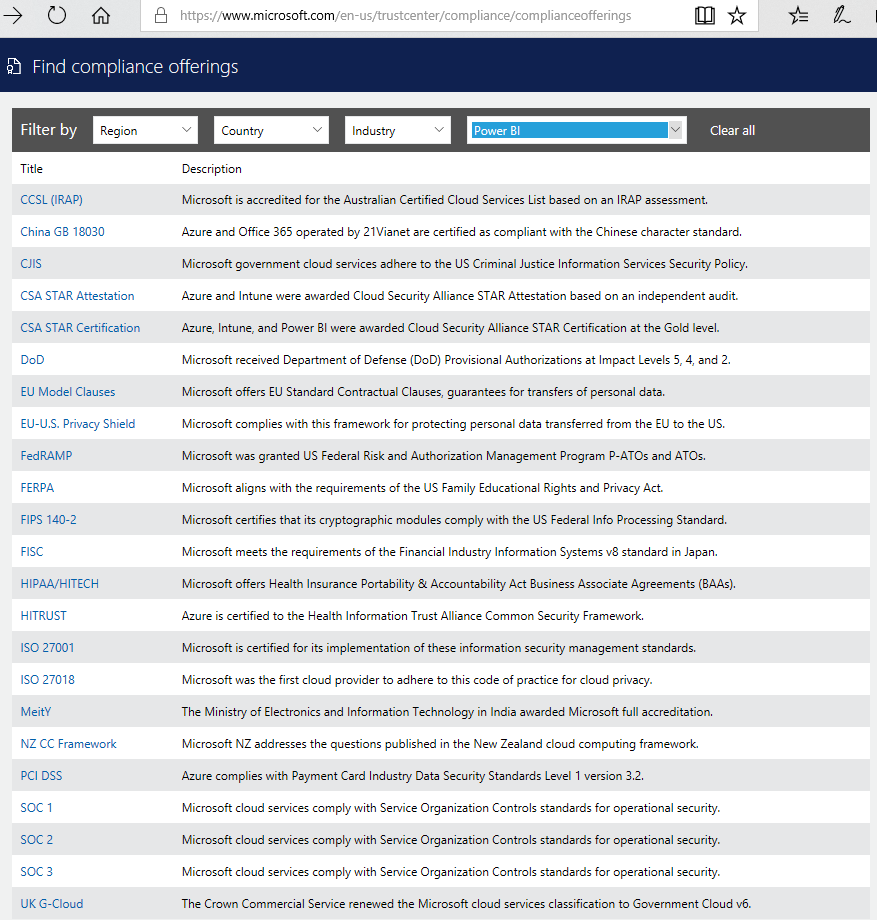 https://www.microsoft.com/en-us/trustcenter/compliance/complianceofferings
Find compliance offerings
Filter by Region Country Industry Power BI Clear all
Title Description
CCSL (IRAP) Microsoft is accredited for the Australian Certified Cloud Services List based on an IRAP assessment.
China GB 18030 Azure and Office 365 operated by 21Vianet are certified as compliant with the Chinese character standard.
CJIS Microsoft government cloud services adhere to the US Criminal Justice Information Services Security Policy.
CSA STAR Attestation Azure and Intune were awarded Cloud Security Alliance STAR Attestation based on an independent audit.
CSA STAR Certification Azure, Intune, and Power BI were awarded Cloud Security Alliance STAR Certification at the Gold level.
DoD Microsoft received Department of Defense (DoD) Provisional Authorizations at Impact Levels 5, 4, and 2.
EU Model Clauses Microsoft offers EU Standard Contractual Clauses, guarantees for transfers of personal data.
EU-U.S. Privacy Shield Microsoft complies with this framework for protecting personal data transferred from the EU to the US.
FedRAMP Microsoft was granted US Federal Risk and Authorization Management Program P-ATOs and ATOs.
FERPA Microsoft aligns with the requirements of the US Family Educational Rights and Privacy Act.
FIPS 140-2 Microsoft certifies that its cryptographic modules comply with the US Federal Info Processing Standard.
FISC Microsoft meets the requirements of the Financial Industry Information Systems v8 standard in Japan.
HIPAA/HITECH Microsoft offers Health Insurance Portability & Accountability Act Business Associate Agreements (BAAs).
HITRUST Azure is certified to the Health Information Trust Alliance Common Security Framework.
ISO 27001 Microsoft is certified for its implementation of these information security management standards.
ISO 27018 Microsoft was the first cloud provider to adhere to this code of practice for cloud privacy.
MeitY The Ministry of Electronics and Information Technology in India awarded Microsoft full accreditation.
NZ CC Framework Microsoft NZ addresses the questions published in the New Zealand cloud computing framework.
PCI DSS Azure complies with Payment Card Industry Data Security Standards Level 1 version 3.2.
SOC 1 Microsoft cloud services comply with Service Organization Controls standards for operational security.
SOC 2 Microsoft cloud services comply with Service Organization Controls standards for operational security.
SOC 3 Microsoft cloud services comply with Service Organization Controls standards for operational security.
UK G-Cloud The Crown Commercial Service renewed the Microsoft cloud services classification to Government Cloud v6.